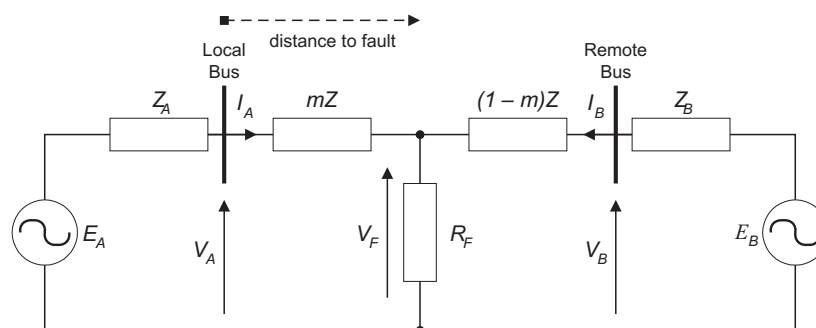 distance to fault
Local
Bus
Remote
Bus
Z_A
I_A
mZ
(1 – m)Z
I_B
Z_B
E_A
V_A
V_F
R_F
V_B
E_B